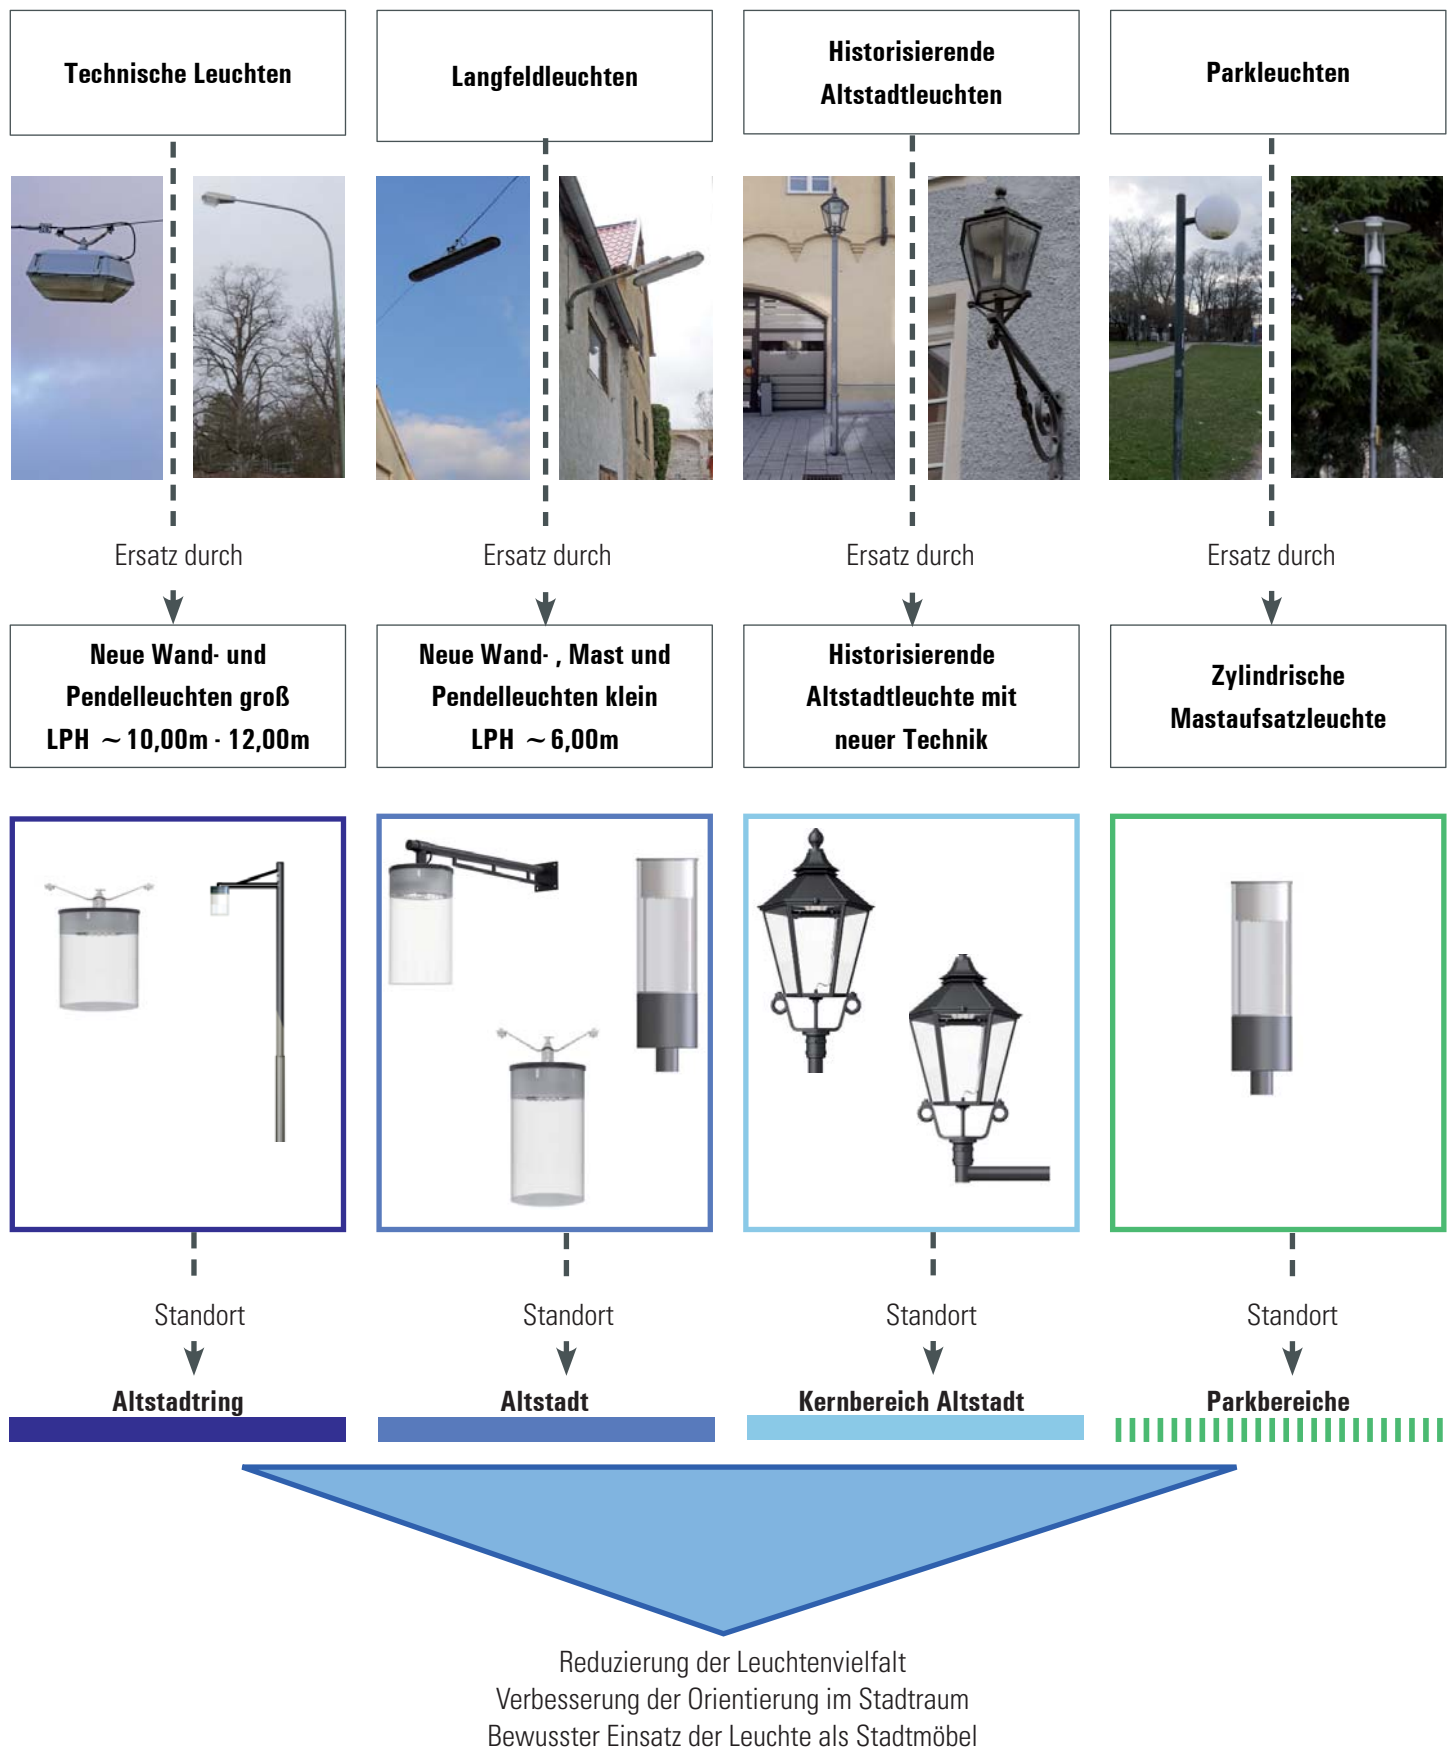 Technische Leuchten
Langfeldleuchten
Historisierende
Altstadtleuchten
Parkleuchten
Ersatz durch
Ersatz durch
Ersatz durch
Ersatz durch
Neue Wand- und
Pendelleuchten groß
LPH ~ 10,00m - 12,00m
Neue Wand- , Mast und
Pendelleuchten klein
LPH ~ 6,00m
Historisierende
Altstadtleuchte mit
neuer Technik
Zylindrische
Mastaufsatzleuchte
Standort
Standort
Standort
Standort
Altstadtring
Altstadt
Kernbereich Altstadt
Parkbereiche
Reduzierung der Leuchtenvielfalt
Verbesserung der Orientierung im Stadtraum
Bewusster Einsatz der Leuchte als Stadtmöbel